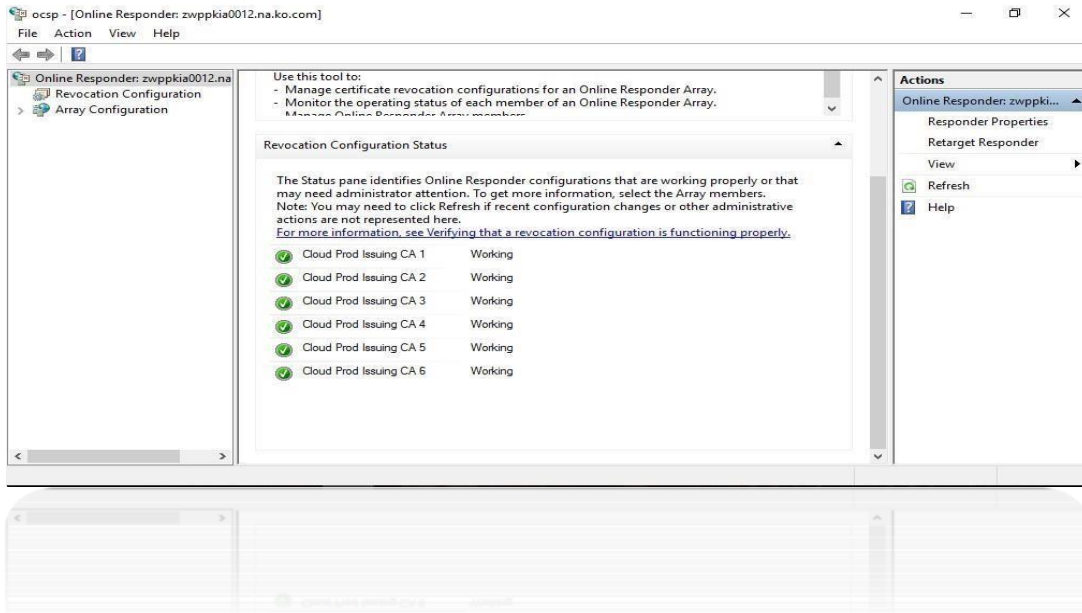 ocsp - [Online Responder: zwppkia0012.na.ko.com]
File Action View Help
Online Responder: zwppkia0012.na
Revocation Configuration
Array Configuration
Use this tool to:
- Manage certificate revocation configurations for an Online Responder Array.
- Monitor the operating status of each member of an Online Responder Array.
Manage Online Responder Array members
Revocation Configuration Status
The Status pane identifies Online Responder configurations that are working properly or that
may need administrator attention. To get more information, select the Array members.
Note: You may need to click Refresh if recent configuration changes or other administrative
actions are not represented here.
For more information, see Verifying that a revocation configuration is functioning properly.
Cloud Prod Issuing CA 1 Working
Cloud Prod Issuing CA 2 Working
Cloud Prod Issuing CA 3 Working
Cloud Prod Issuing CA 4 Working
Cloud Prod Issuing CA 5 Working
Cloud Prod Issuing CA 6 Working
Actions
Online Responder: zwppki...
Responder Properties
Retarget Responder
View
Refresh
Help